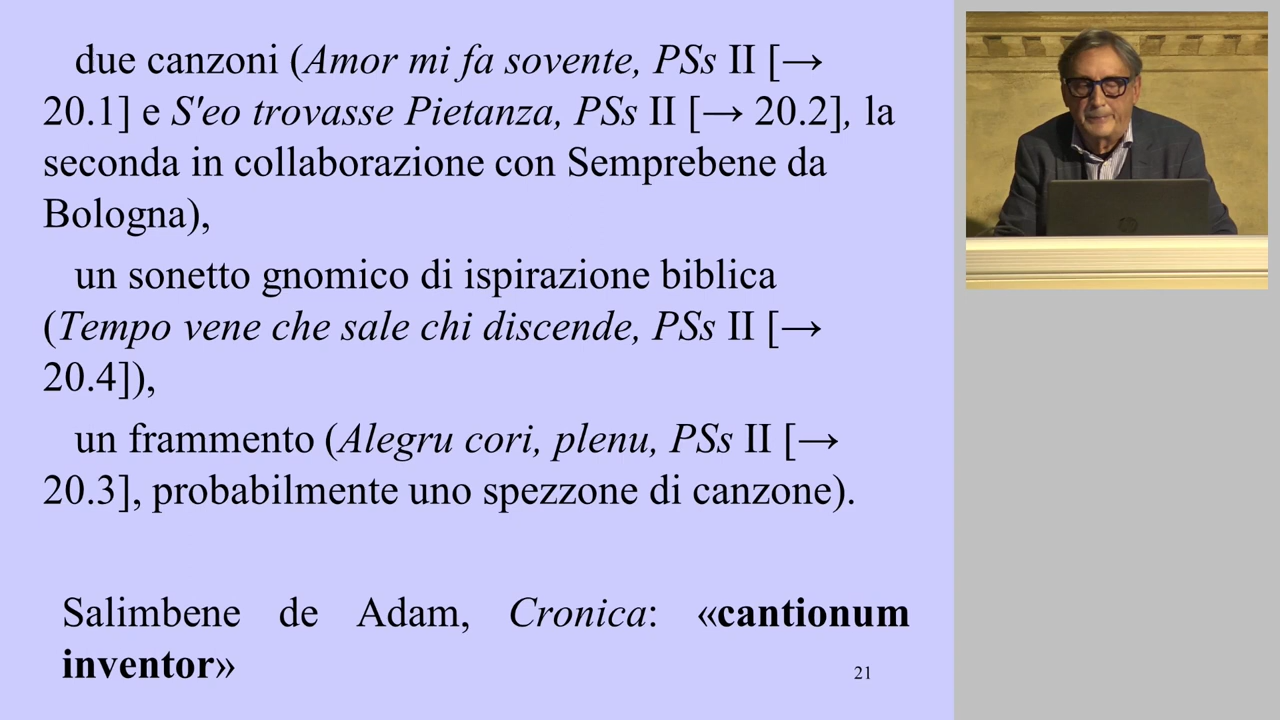 due canzoni (Amor mi fa sovente, PSs II [→
20.1] e S'eo trovasse Pietanza, PSs II [→ 20.2], la
seconda in collaborazione con Semprebene da
Bologna),
un sonetto gnomico di ispirazione biblica
(Tempo vene che sale chi discende, PSs II [→
20.4]),
un frammento (Alegru cori, plenu, PSs II [→
20.3], probabilmente uno spezzone di canzone).
Salimbene de Adam, Cronica: «cantionum
inventor»
21